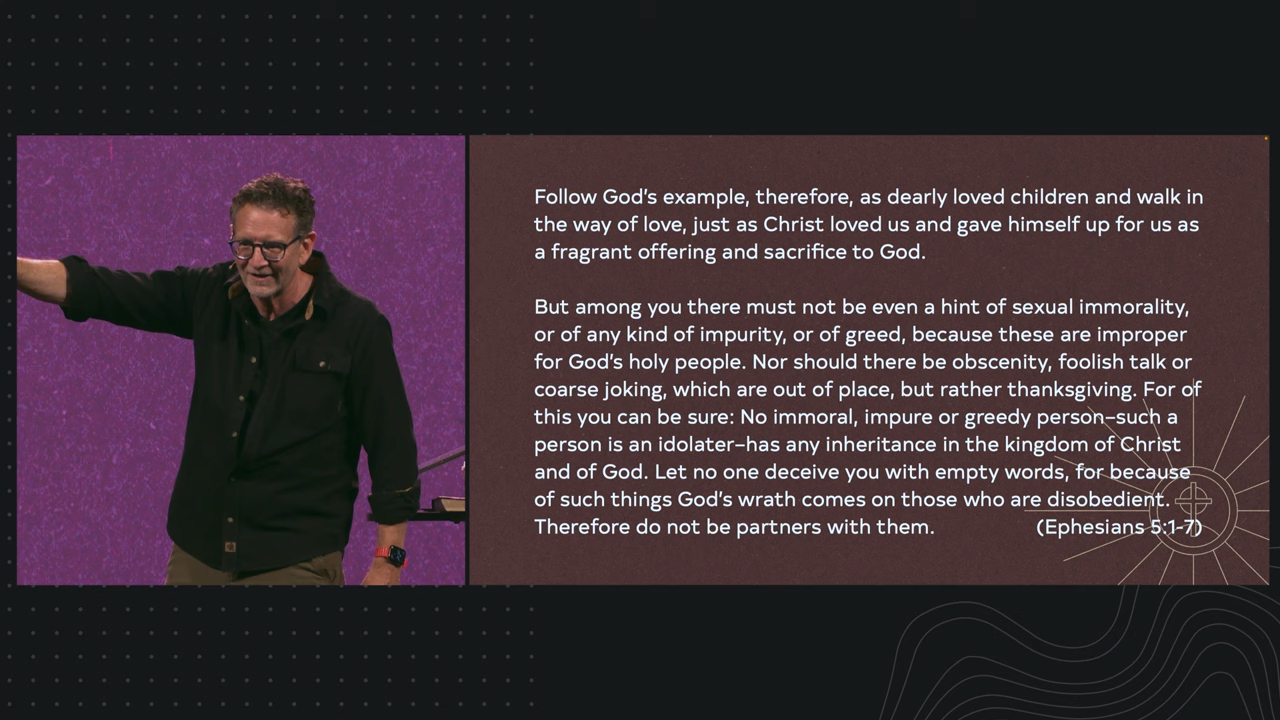 Follow God's example, therefore, as dearly loved children and walk in
the way of love, just as Christ loved us and gave himself up for us as
a fragrant offering and sacrifice to God.
But among you there must not be even a hint of sexual immorality,
or of any kind of impurity, or of greed, because these are improper
for God's holy people. Nor should there be obscenity, foolish talk or
coarse joking, which are out of place, but rather thanksgiving. For of
this you can be sure: No immoral, impure or greedy person–such a
person is an idolater–has any inheritance in the kingdom of Christ
and of God. Let no one deceive you with empty words, for because
of such things God's wrath comes on those who are disobedient.
Therefore do not be partners with them. (Ephesians 5:1-7)